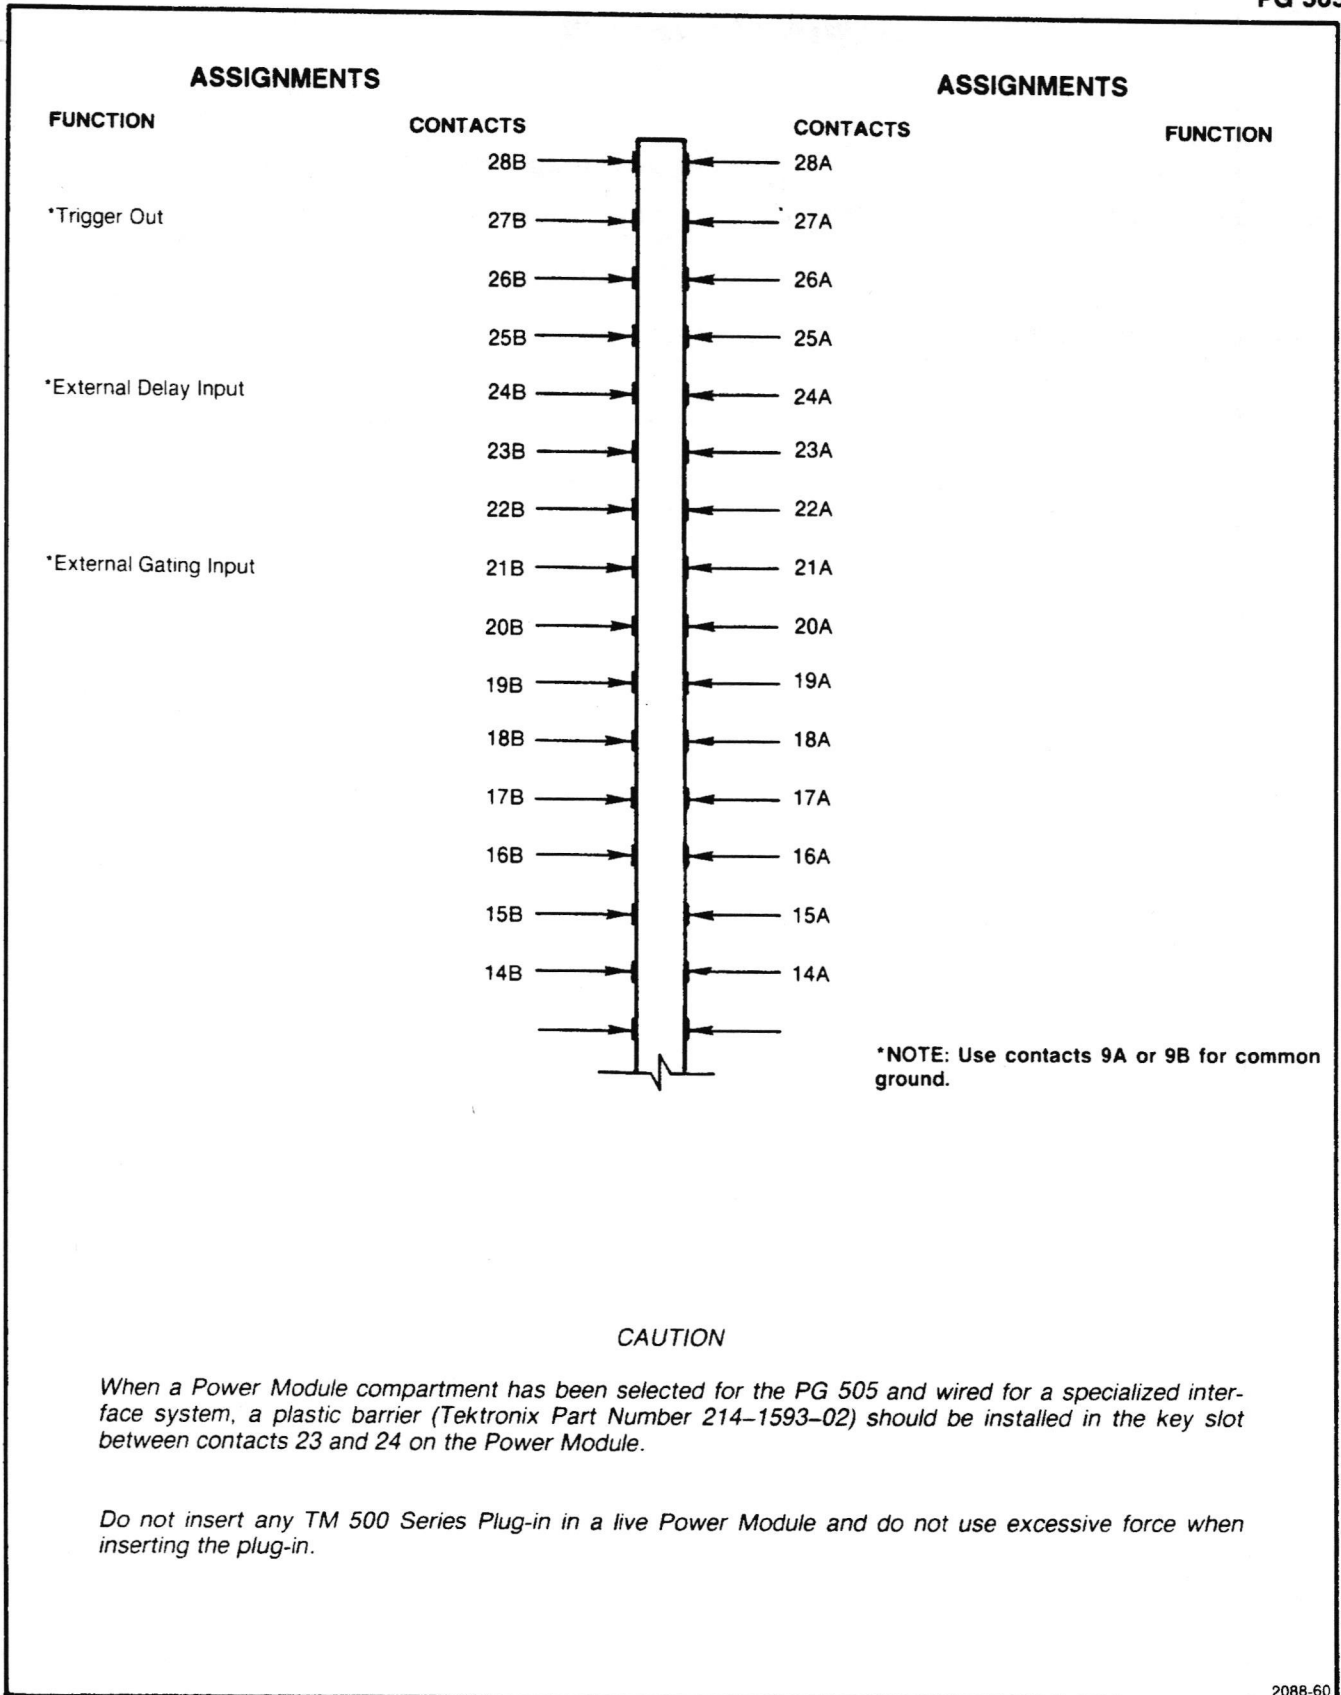 PG 505
ASSIGNMENTS
ASSIGNMENTS
FUNCTION
CONTACTS
CONTACTS
FUNCTION
28B
28A
*Trigger Out
27B
27A
26B
26A
25B
25A
*External Delay Input
24B
24A
23B
23A
22B
22A
*External Gating Input
21B
21A
20B
20A
19B
19A
18B
18A
17B
17A
16B
16A
15B
15A
14B
14A
*NOTE: Use contacts 9A or 9B for common
ground.
CAUTION
When a Power Module compartment has been selected for the PG 505 and wired for a specialized inter-
face system, a plastic barrier (Tektronix Part Number 214–1593–02) should be installed in the key slot
between contacts 23 and 24 on the Power Module.
Do not insert any TM 500 Series Plug-in in a live Power Module and do not use excessive force when
inserting the plug-in.
2088-60